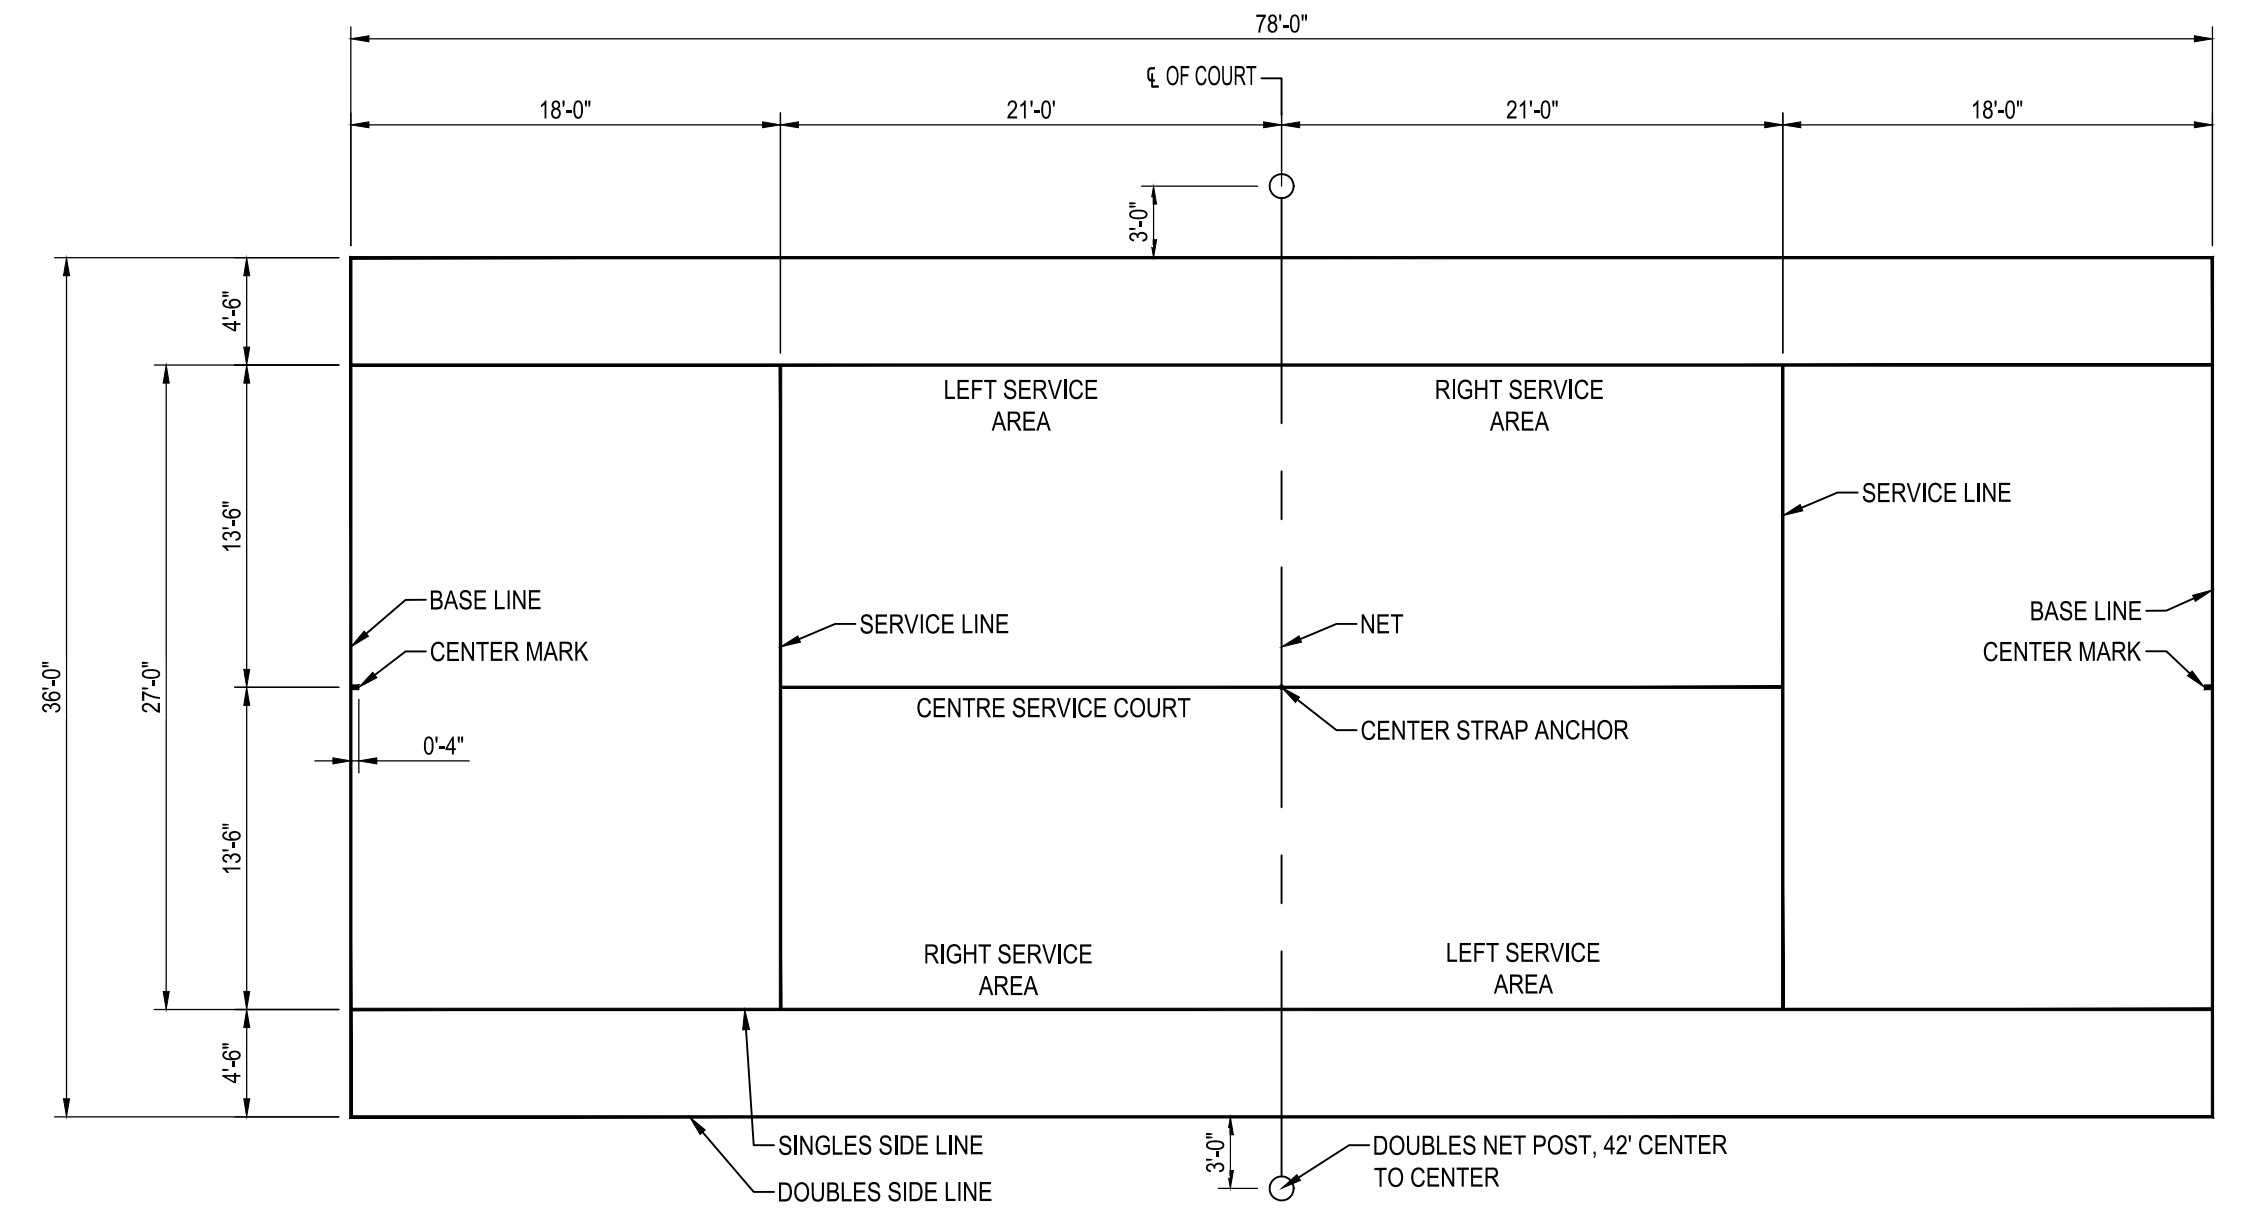 78'-0"
℄ OF COURT
18'-0"
21'-0'
21'-0"
18'-0"
3'-0"
4'-6"
LEFT SERVICE
AREA
RIGHT SERVICE
AREA
13'-6"
SERVICE LINE
BASE LINE
SERVICE LINE
NET
BASE LINE
CENTER MARK
CENTER MARK
36'-0"
27'-0"
CENTRE SERVICE COURT
CENTER STRAP ANCHOR
0'-4"
13'-6"
RIGHT SERVICE
AREA
LEFT SERVICE
AREA
4'-6"
SINGLES SIDE LINE
3'-0"
DOUBLES NET POST, 42' CENTER
TO CENTER
DOUBLES SIDE LINE